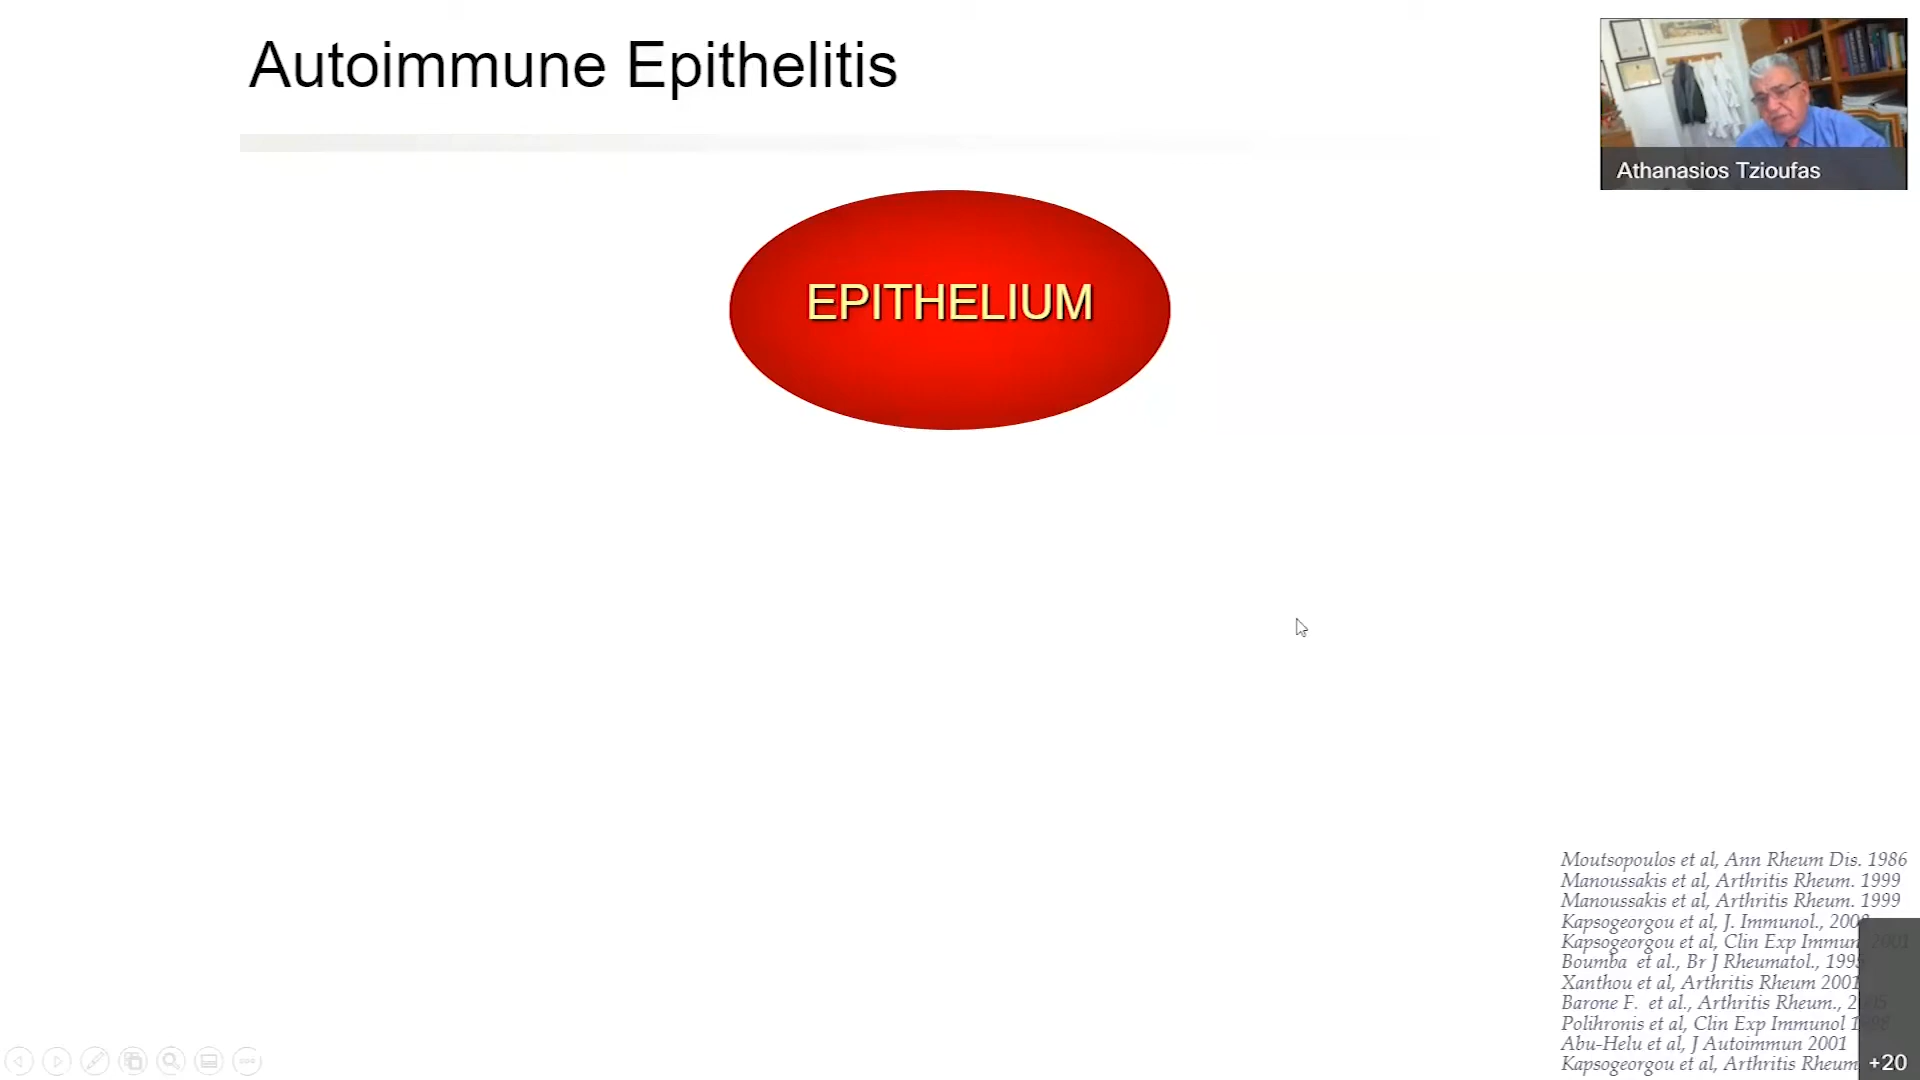 Autoimmune Epithelitis
Athanasios Tzioufas
EPITHELIUM
Moutsopoulos et al, Ann Rheum Dis. 1986
Manoussakis et al, Arthritis Rheum. 1999
Manoussakis et al, Arthritis Rheum. 1999
Kapsogeorgou et al, J. Immunol.,
Kapsogeorgou et al, Clin Exp Immun 2001
Boumba et al., Br J Rheumatol.,
Xanthou et al, Arthritis Rheum 2001
Barone F. et al., Arthritis Rheum.,
Polihronis et al, Clin Exp Immunol
Abu-Helu et al, J Autoimmun 2001
Kapsogeorgou et al, Arthritis Rheum
+20